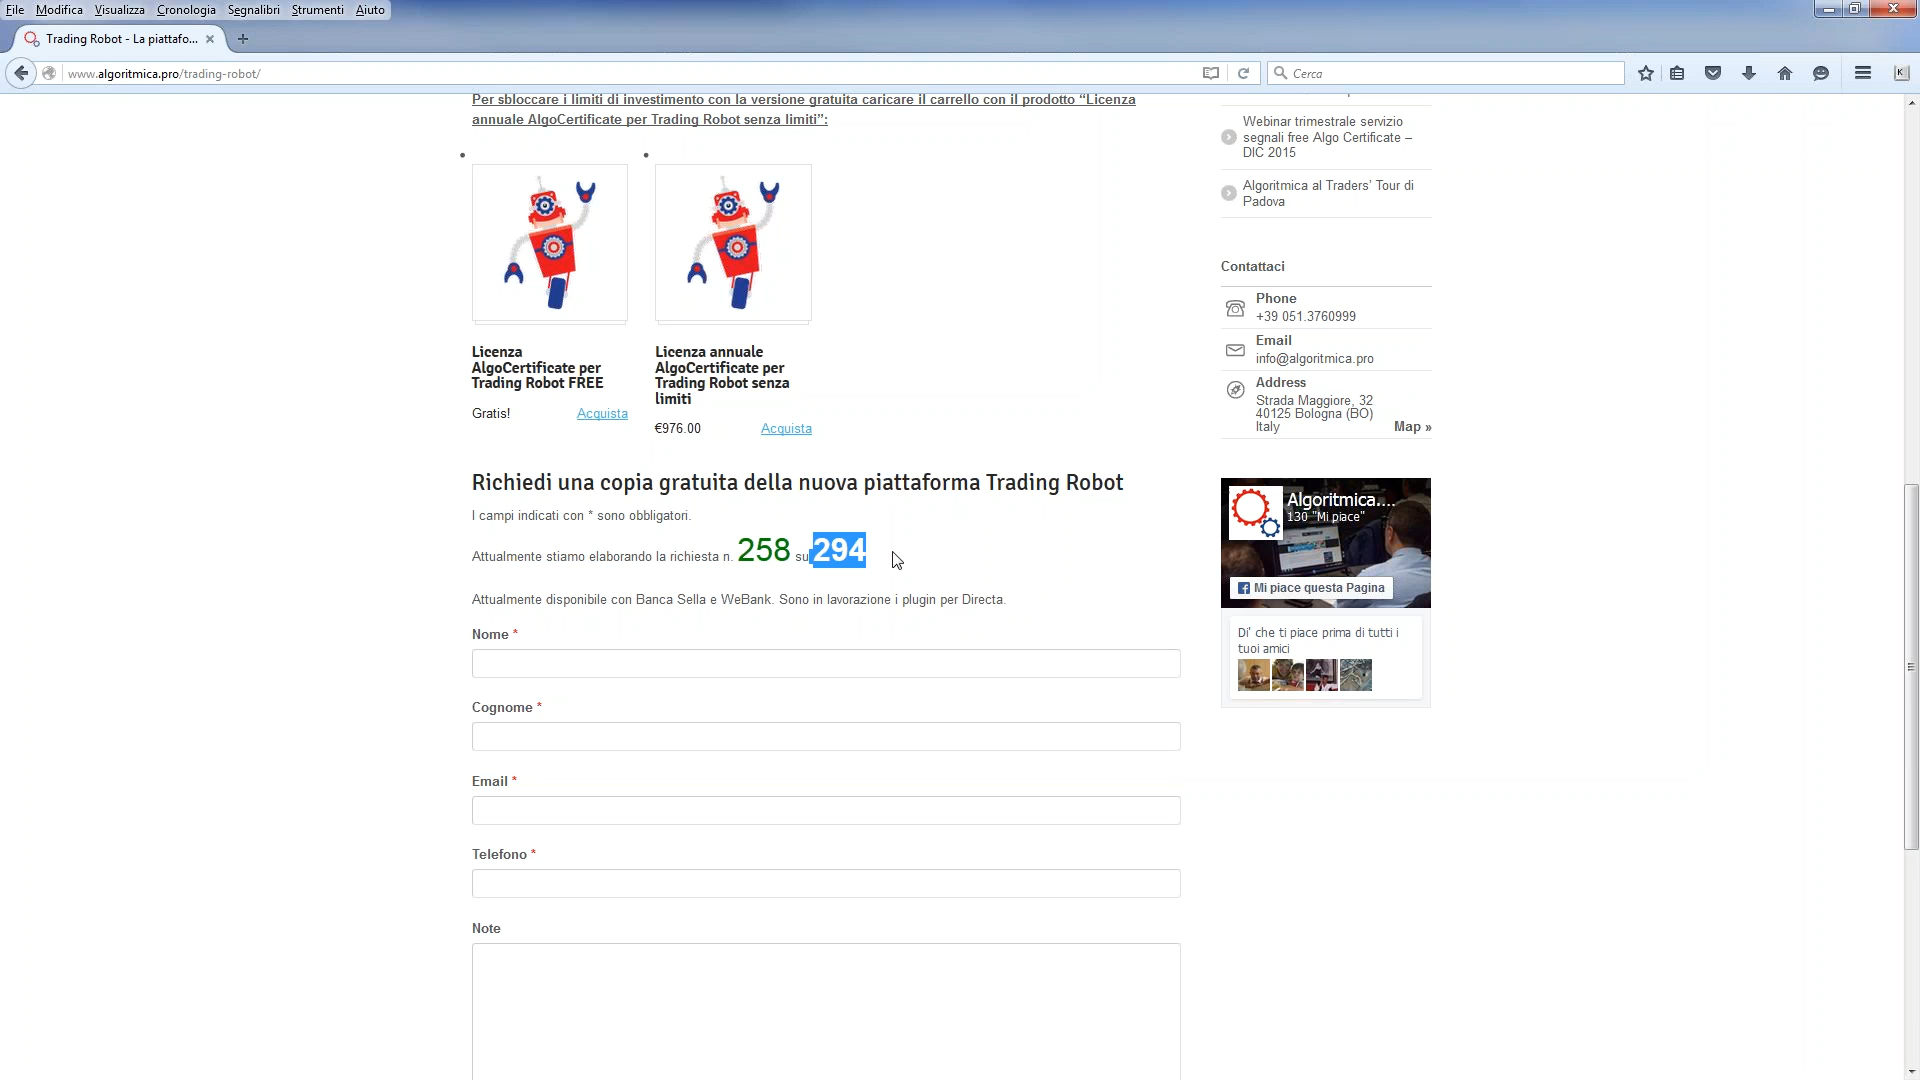 File Modifica Visualizza Cronologia Segnalibri Strumenti Aiuto
Trading Robot - La piattafo...
www.algoritmica.pro/trading-robot/
Cerca
Per sbloccare i limiti di investimento con la versione gratuita caricare il carrello con il prodotto “Licenza
annuale AlgoCertificate per Trading Robot senza limiti”:
Licenza
AlgoCertificate per
Trading Robot FREE
Gratis! Acquista
Licenza annuale
AlgoCertificate per
Trading Robot senza
limiti
€976.00 Acquista
Richiedi una copia gratuita della nuova piattaforma Trading Robot
I campi indicati con * sono obbligatori.
Attualmente stiamo elaborando la richiesta n. 258 su 294
Attualmente disponibile con Banca Sella e WeBank. Sono in lavorazione i plugin per Directa.
Nome *
Cognome *
Email *
Telefono *
Note
Webinar trimestrale servizio
segnali free Algo Certificate –
DIC 2015
Algoritmica al Traders’ Tour di
Padova
Contattaci
Phone
+39 051.3760999
Email
info@algoritmica.pro
Address
Strada Maggiore, 32
40125 Bologna (BO)
Italy Map »
Algoritmica....
130 "Mi piace"
Mi piace questa Pagina
Di' che ti piace prima di tutti i
tuoi amici